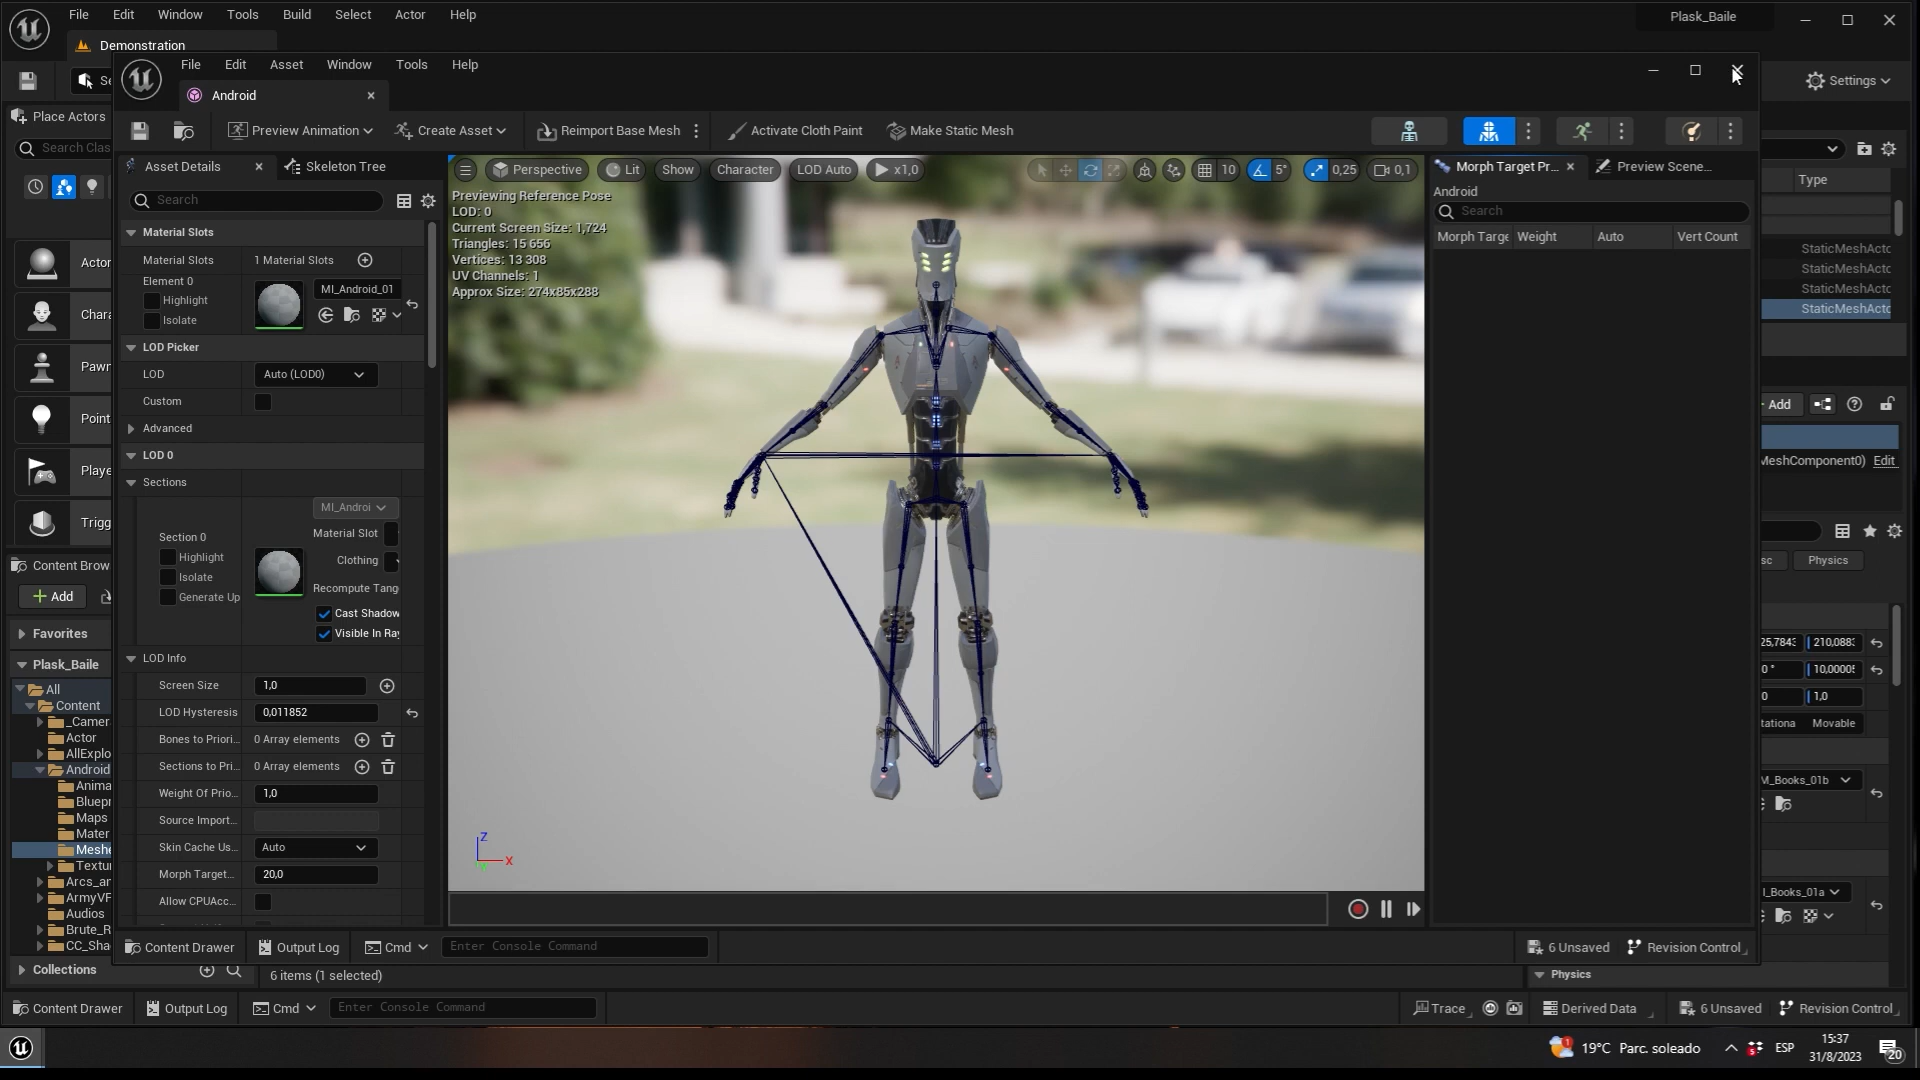 File Edit Window Tools Build Select Actor Help
Plask_Baile
Demonstration
File Edit Asset Window Tools Help
Android
Settings
Place Actors
Preview Animation
Create Asset
Reimport Base Mesh
Activate Cloth Paint
Make Static Mesh
Search Clas
Asset Details
Skeleton Tree
Perspective
Lit
Show
Character
LOD Auto
x1,0
10
5°
0,25
0,1
Morph Target Pr...
Preview Scene...
Type
Search
Previewing Reference Pose
LOD: 0
Current Screen Size: 1,724
Triangles: 15 656
Vertices: 13 308
UV Channels: 1
Approx Size: 274x85x288
Android
Search
Morph Targe Weight Auto Vert Count
StaticMeshActo
StaticMeshActo
StaticMeshActo
StaticMeshActo
Material Slots
Material Slots 1 Material Slots
Element 0
Highlight
Isolate
MI_Android_01
LOD Picker
LOD Auto (LOD0)
Custom
Advanced
LOD 0
Sections
MI_Androi
Section 0
Highlight
Isolate
Generate Up
Material Slot
Clothing
Recompute Tang
Cast Shadow
Visible In Ray
LOD Info
Screen Size 1,0
LOD Hysteresis 0,011852
Bones to Priori... 0 Array elements
Sections to Pri... 0 Array elements
Weight Of Prio... 1,0
Source Import...
Skin Cache Us... Auto
Morph Target... 20,0
Allow CPUAcc...
Actor
Chara
Pawn
Point
Playe
Trigg
Content Brow
Add
Favorites
Plask_Baile
All
Content
_Camer
Actor
AllExplo
Android
Anima
Bluepr
Maps
Mater
Meshe
Textur
Arcs_an
ArmyVF
Audios
Brute_R
CC_Sha
Collections
Add
MeshComponent0) Edit
Physics
25,7843 210,0883
0 ° 10,00005
0 1,0
tationa Movable
M_Books_01b
I_Books_01a
Z
X
Content Drawer
Output Log
Cmd
Enter Console Command
6 Unsaved
Revision Control
6 items (1 selected)
Physics
Content Drawer
Output Log
Cmd
Enter Console Command
Trace
Derived Data
6 Unsaved
Revision Control
19°C Parc. soleado
ESP
15:37
31/8/2023
20